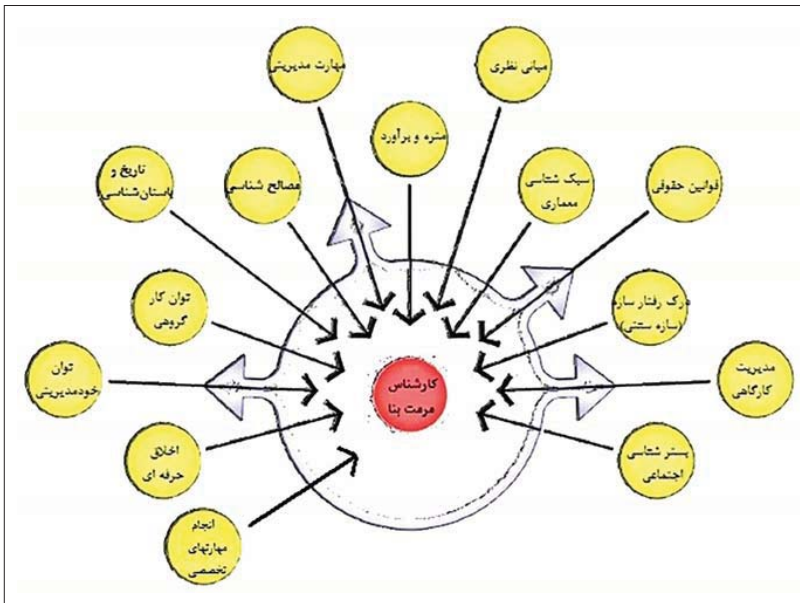 مبانی نظری
مهارت مدیریتی
متره و برآورد
سبک شناسی
معماری
قوانین حقوقی
مصالح شناسی
تاریخ و
باستان‌شناسی
درک رفتار سازه
(سازه سنتی)
توان کار
گروهی
مدیریت
کارگاهی
کارشناس
مرمت بنا
توان
خودمدیریتی
بستر شناسی
اجتماعی
اخلاق
حرفه ای
انجام
مهارتهای
تخصصی